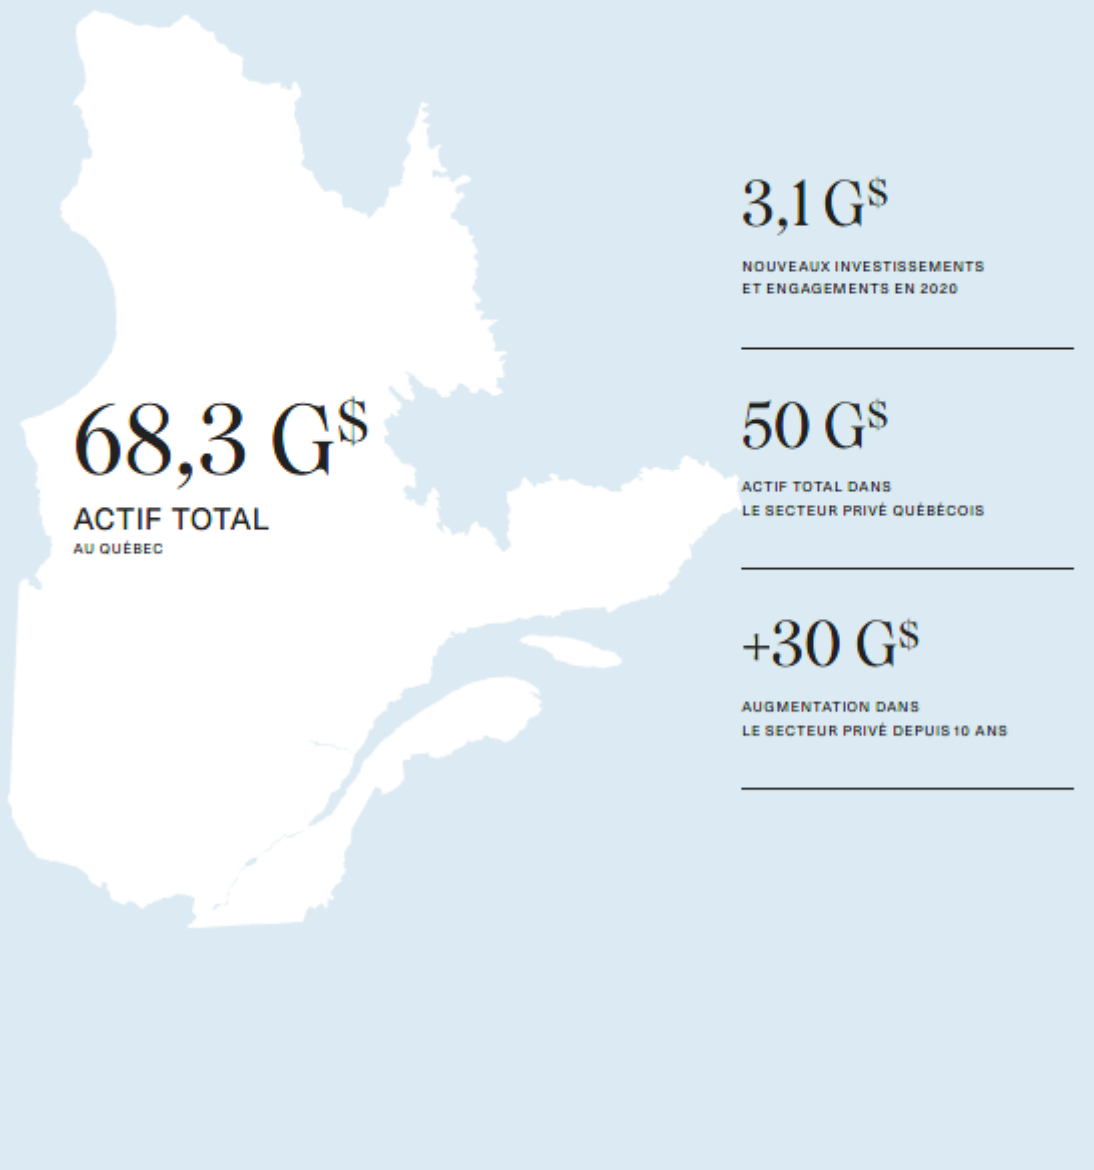 68,3 G$
ACTIF TOTAL
AU QUÉBEC
3,1 G$
NOUVEAUX INVESTISSEMENTS
ET ENGAGEMENTS EN 2020
50 G$
ACTIF TOTAL DANS
LE SECTEUR PRIVÉ QUÉBÉCOIS
+30 G$
AUGMENTATION DANS
LE SECTEUR PRIVÉ DEPUIS 10 ANS